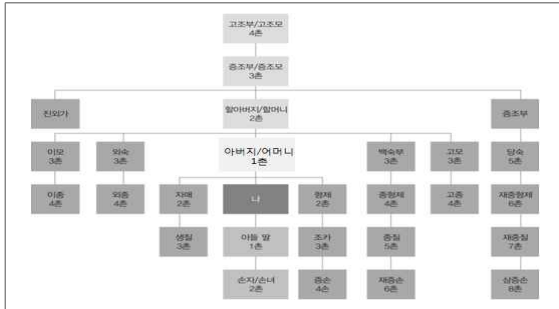 고조부/고조모
4촌
증조부/증조모
3촌
진외가
할아버지/할머니
2촌
증조부
이모
3촌
외숙
3촌
아버지/어머니
1촌
백숙부
3촌
고모
3촌
당숙
5촌
이종
4촌
외종
4촌
자매
2촌
나
형제
2촌
종형제
4촌
고종
4촌
재종형제
6촌
생질
3촌
아들 딸
1촌
조카
3촌
종질
5촌
재종질
7촌
손자/손녀
2촌
종손
4손
재종손
6촌
삼종손
8촌